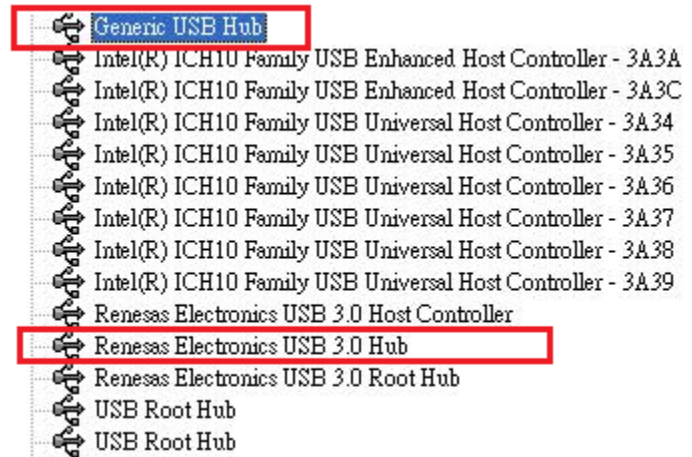 Generic USB Hub
Intel(R) ICH10 Family USB Enhanced Host Controller - 3A3A
Intel(R) ICH10 Family USB Enhanced Host Controller - 3A3C
Intel(R) ICH10 Family USB Universal Host Controller - 3A34
Intel(R) ICH10 Family USB Universal Host Controller - 3A35
Intel(R) ICH10 Family USB Universal Host Controller - 3A36
Intel(R) ICH10 Family USB Universal Host Controller - 3A37
Intel(R) ICH10 Family USB Universal Host Controller - 3A38
Intel(R) ICH10 Family USB Universal Host Controller - 3A39
Renesas Electronics USB 3.0 Host Controller
Renesas Electronics USB 3.0 Hub
Renesas Electronics USB 3.0 Root Hub
USB Root Hub
USB Root Hub